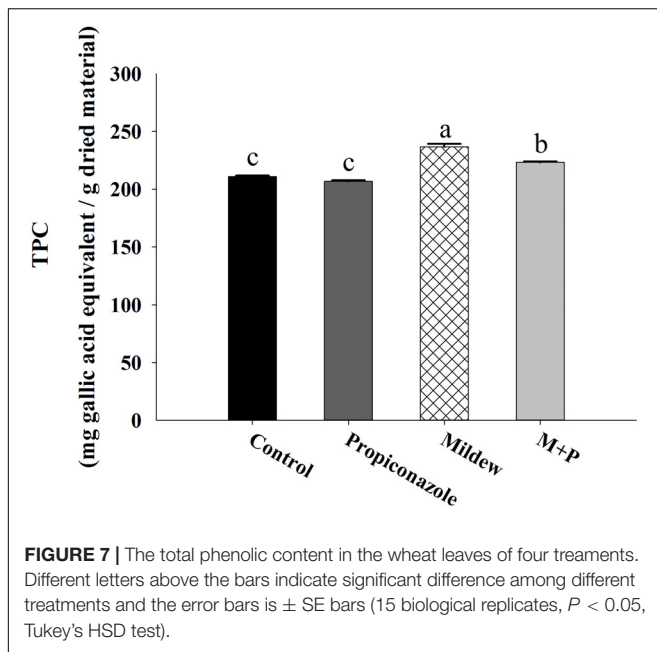 TPC
(mg gallic acid equivalent / g dried material)
300
250
200
150
100
50
0
c
c
a
b
Control
Propiconazole
Mildew
M+P
FIGURE 7 | The total phenolic content in the wheat leaves of four treaments.
Different letters above the bars indicate significant difference among different
treatments and the error bars is ± SE bars (15 biological replicates, P < 0.05,
Tukey's HSD test).